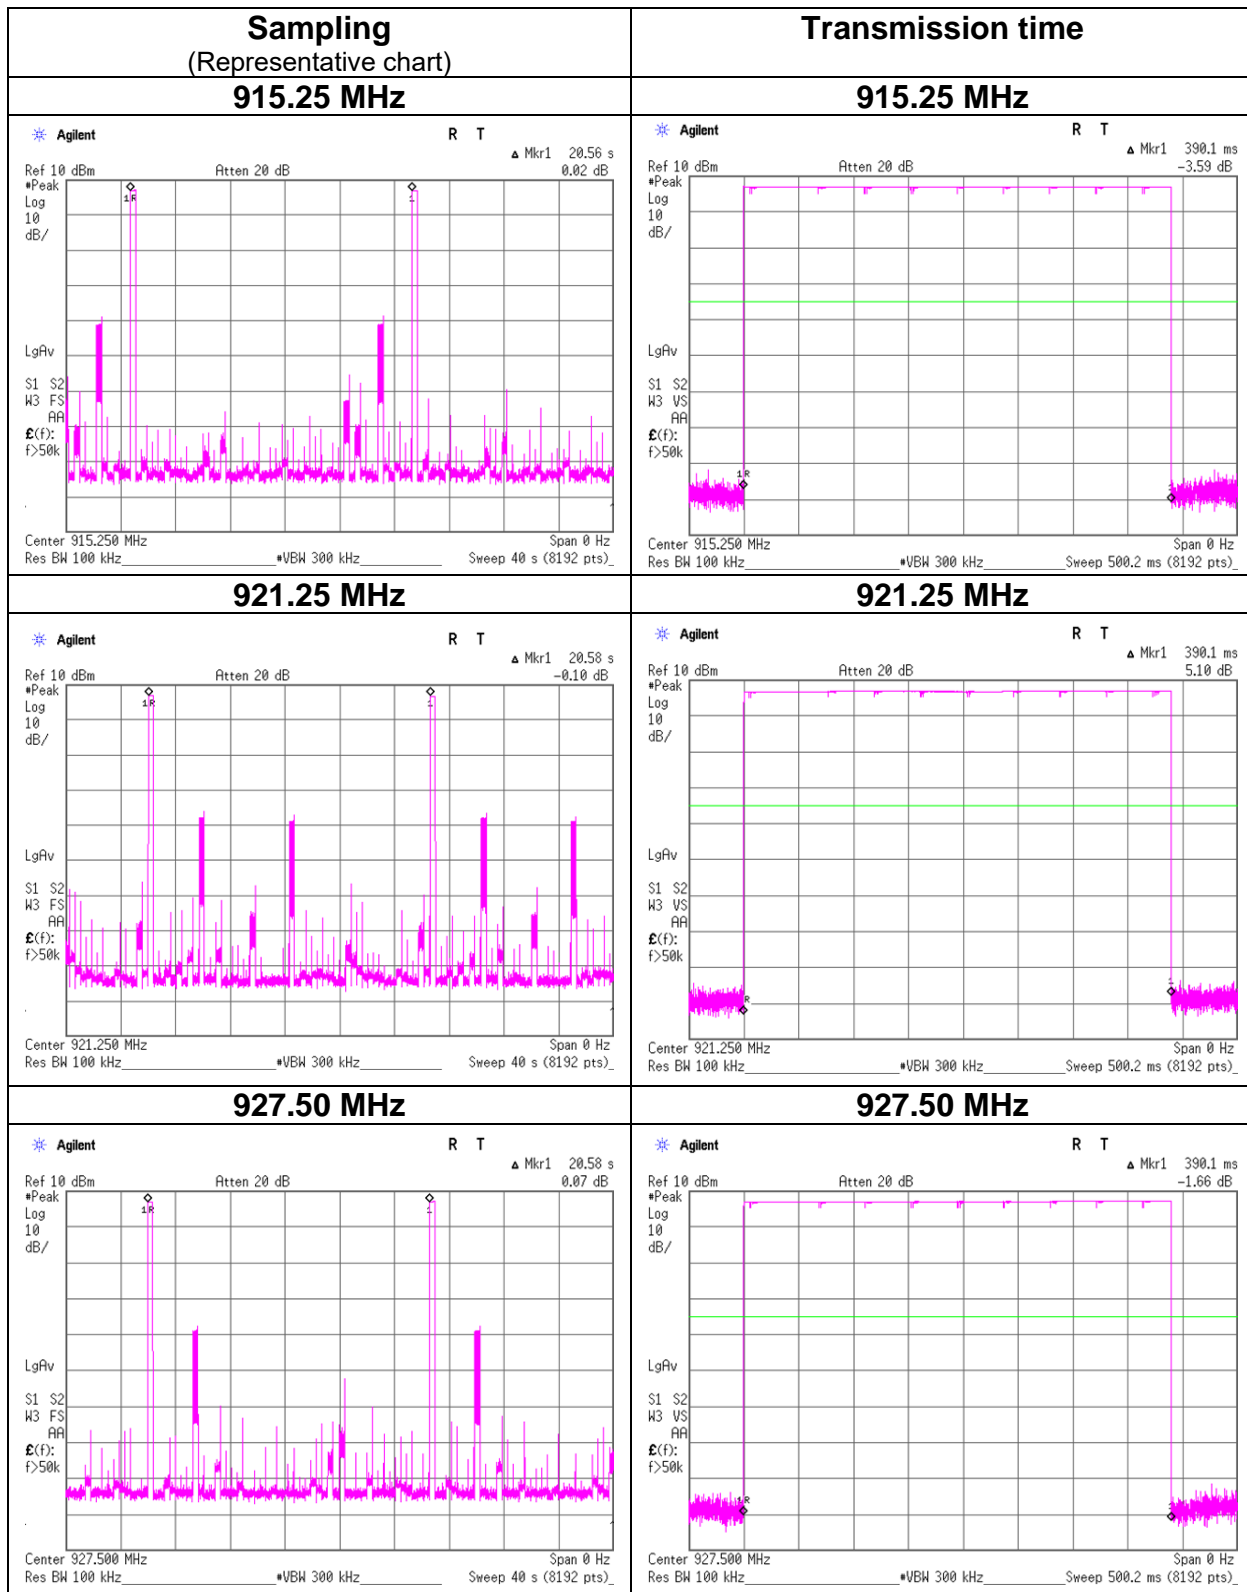 Sampling
(Representative chart)
Transmission time
915.25 MHz
915.25 MHz
Agilent
R T
Δ Mkr1 20.56 s
Ref 10 dBm
Atten 20 dB
0.02 dB
#Peak
Log
10
dB/
1R
1
LgAv
S1 S2
W3 FS
AA
£(f):
f>50k
Center 915.250 MHz
Span 0 Hz
Res BW 100 kHz
#VBW 300 kHz
Sweep 40 s (8192 pts)
Agilent
R T
Δ Mkr1 390.1 ms
Ref 10 dBm
Atten 20 dB
-3.59 dB
#Peak
Log
10
dB/
LgAv
S1 S2
W3 VS
AA
£(f):
f>50k
1R
1
Center 915.250 MHz
Span 0 Hz
Res BW 100 kHz
#VBW 300 kHz
Sweep 500.2 ms (8192 pts)
921.25 MHz
921.25 MHz
Agilent
R T
Δ Mkr1 20.58 s
Ref 10 dBm
Atten 20 dB
-0.10 dB
#Peak
Log
10
dB/
1R
1
LgAv
S1 S2
W3 FS
AA
£(f):
f>50k
Center 921.250 MHz
Span 0 Hz
Res BW 100 kHz
#VBW 300 kHz
Sweep 40 s (8192 pts)
Agilent
R T
Δ Mkr1 390.1 ms
Ref 10 dBm
Atten 20 dB
5.10 dB
#Peak
Log
10
dB/
LgAv
S1 S2
W3 VS
AA
£(f):
f>50k
R
1
Center 921.250 MHz
Span 0 Hz
Res BW 100 kHz
#VBW 300 kHz
Sweep 500.2 ms (8192 pts)
927.50 MHz
927.50 MHz
Agilent
R T
Δ Mkr1 20.58 s
Ref 10 dBm
Atten 20 dB
0.07 dB
#Peak
Log
10
dB/
1R
1
LgAv
S1 S2
W3 FS
AA
£(f):
f>50k
Center 927.500 MHz
Span 0 Hz
Res BW 100 kHz
#VBW 300 kHz
Sweep 40 s (8192 pts)
Agilent
R T
Δ Mkr1 390.1 ms
Ref 10 dBm
Atten 20 dB
-1.66 dB
#Peak
Log
10
dB/
LgAv
S1 S2
W3 VS
AA
£(f):
f>50k
1R
1
Center 927.500 MHz
Span 0 Hz
Res BW 100 kHz
#VBW 300 kHz
Sweep 500.2 ms (8192 pts)